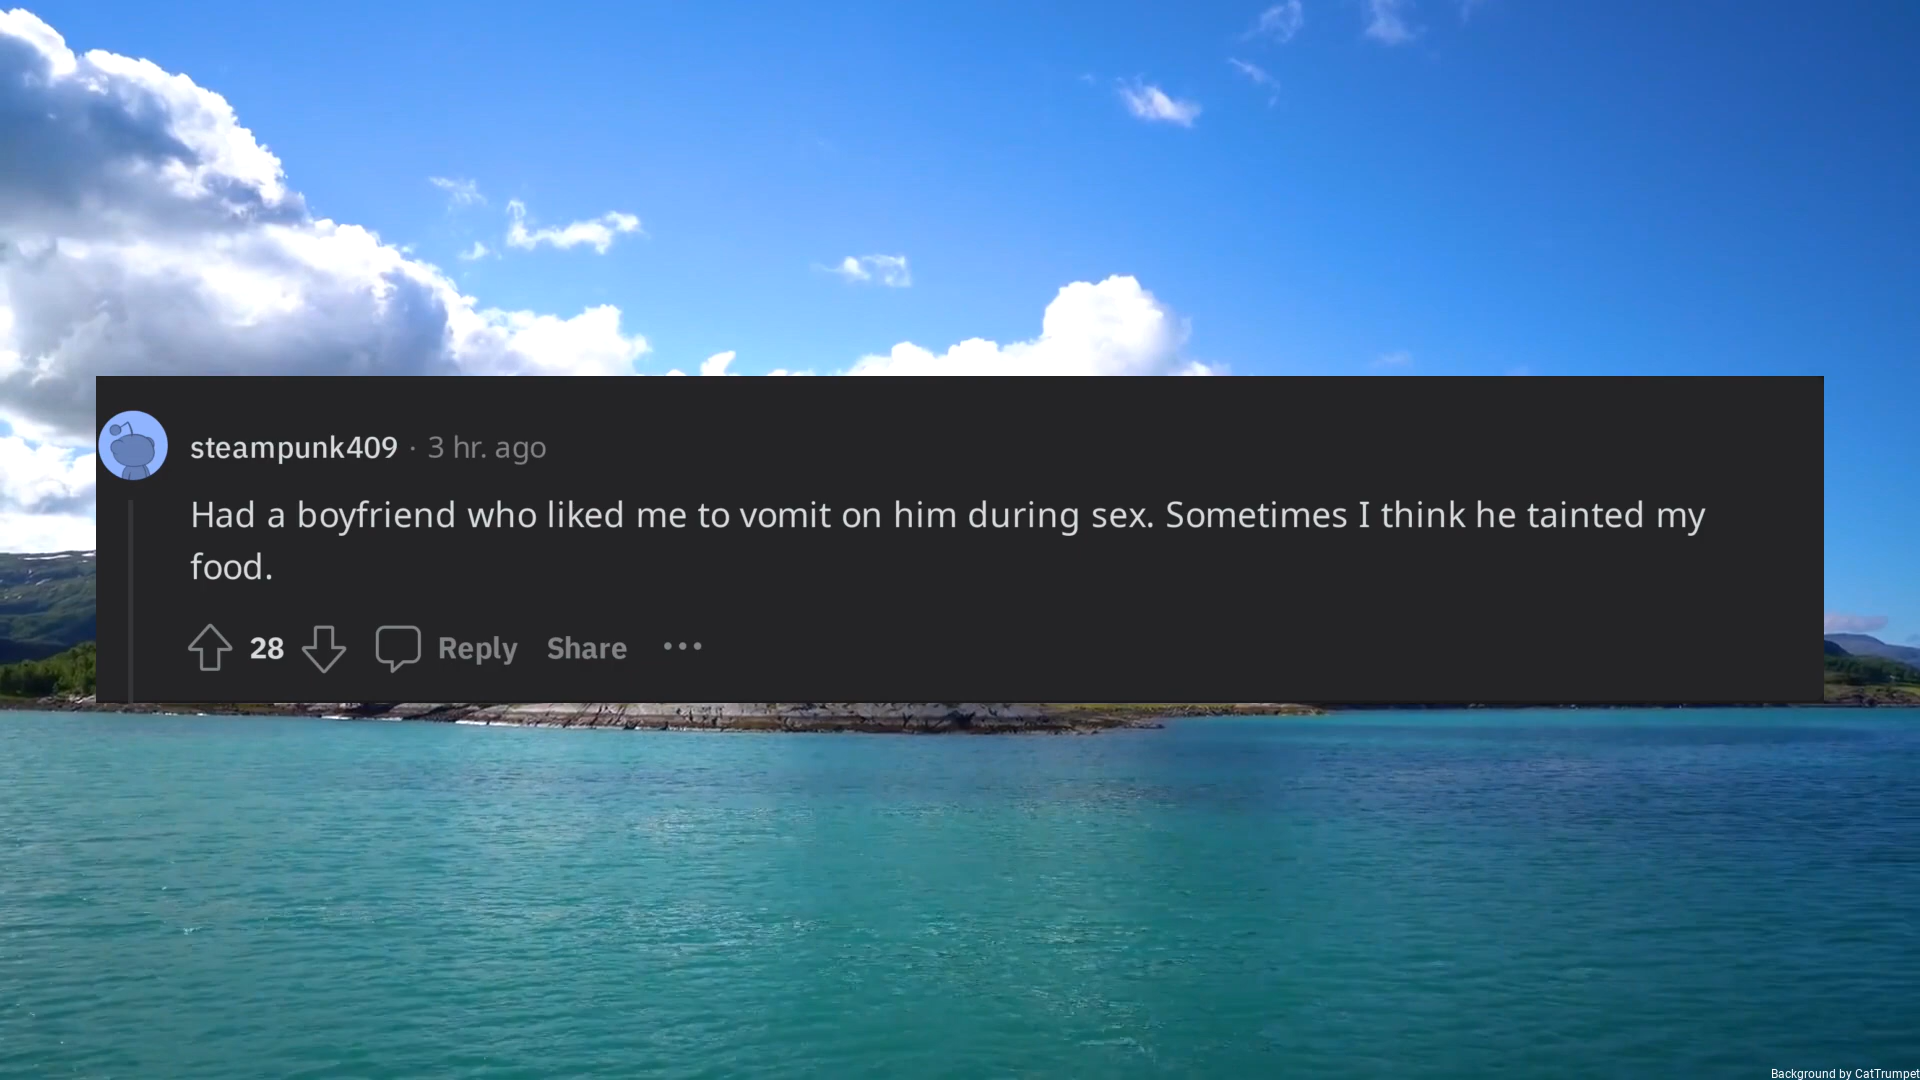 steampunk409 · 3 hr. ago
Had a boyfriend who liked me to vomit on him during sex. Sometimes I think he tainted my
food.
28 Reply Share •••
Background by CatTrumpet